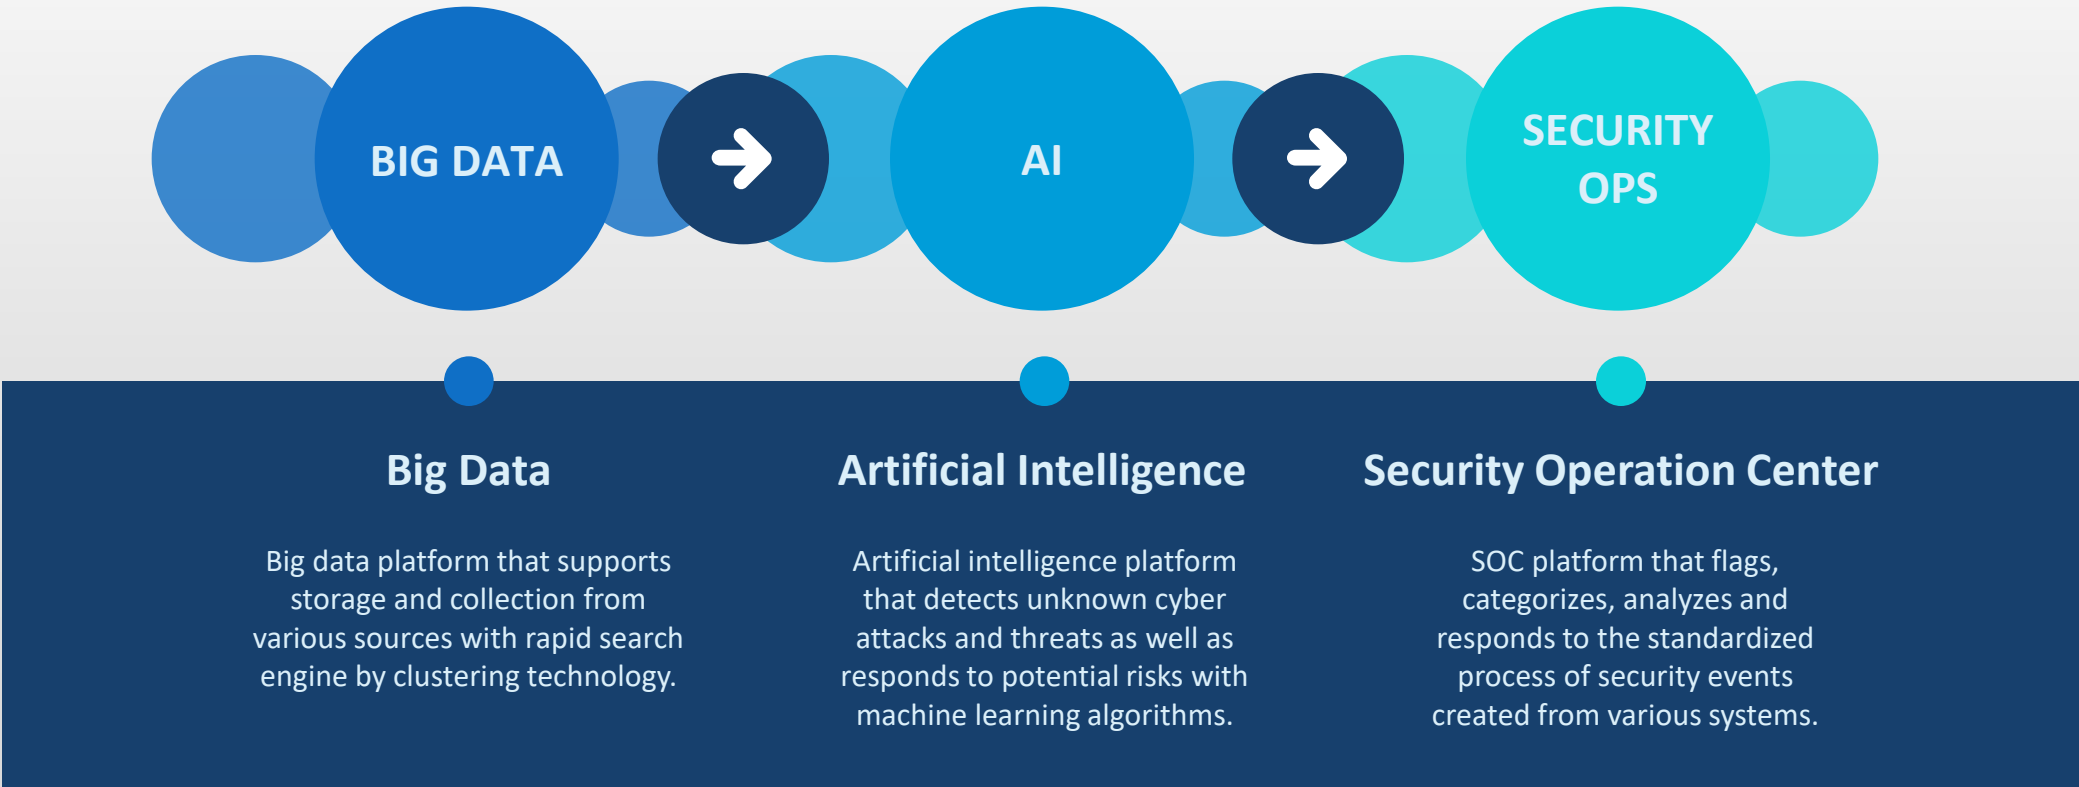 BIG DATA
AI
SECURITY
OPS
Big Data
Big data platform that supports
storage and collection from
various sources with rapid search
engine by clustering technology.
Artificial Intelligence
Artificial intelligence platform
that detects unknown cyber
attacks and threats as well as
responds to potential risks with
machine learning algorithms.
Security Operation Center
SOC platform that flags,
categorizes, analyzes and
responds to the standardized
process of security events
created from various systems.